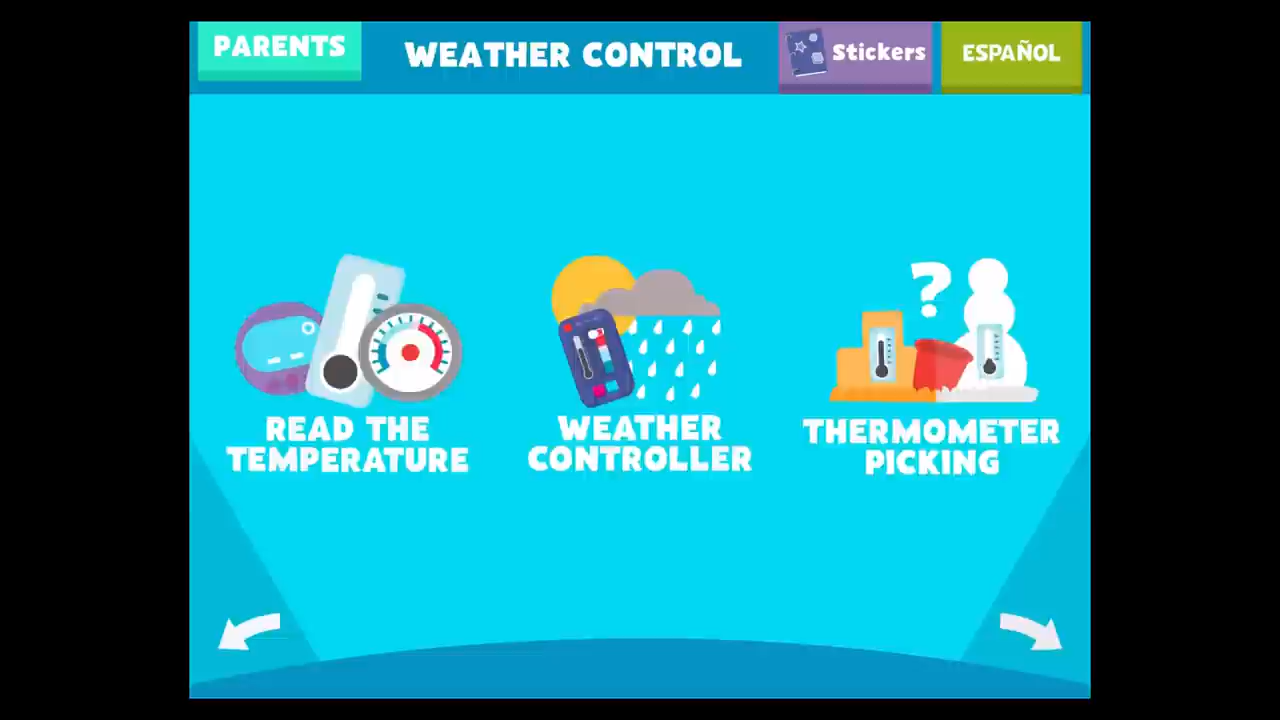 PARENTS
WEATHER CONTROL
Stickers
ESPAÑOL
?
READ THE
TEMPERATURE
WEATHER
CONTROLLER
THERMOMETER
PICKING